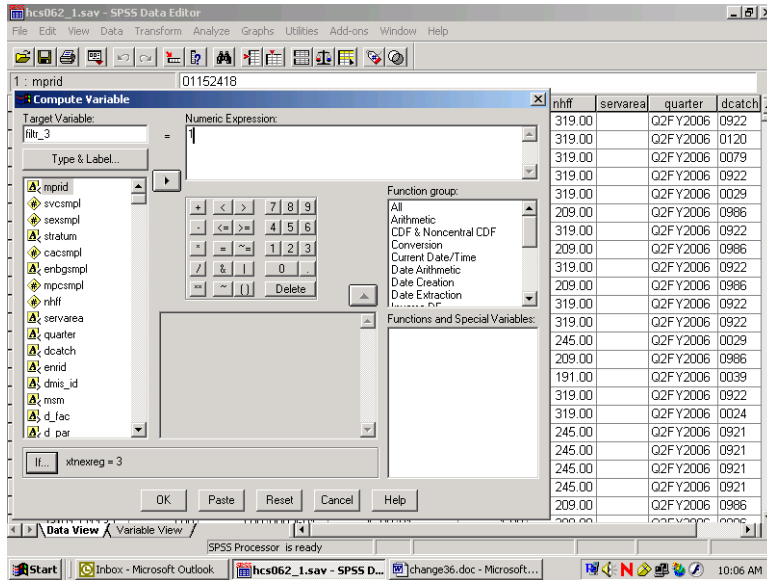 hcs062_1.sav - SPSS Data Editor
File Edit View Data Transform Analyze Graphs Utilities Add-ons Window Help
1 : mprid 01152418
Compute Variable
Target Variable:
filtr_3
=
Numeric Expression:
1
Type & Label...
mprid
svcsmpl
sexsmpl
stratum
cacsmpl
enbgsmpl
mpcsmpl
nhff
servarea
quarter
dcatch
enrid
dmis_id
msm
d_fac
d_par
+ < > 7 8 9
- <= >= 4 5 6
* = ~= 1 2 3
/ & | 0 .
** ~ () Delete
Function group:
All
Arithmetic
CDF & Noncentral CDF
Conversion
Current Date/Time
Date Arithmetic
Date Creation
Date Extraction
Inverse DF
Functions and Special Variables:
If... xtnexreg = 3
OK Paste Reset Cancel Help
nhff servarea quarter dcatch
319.00 Q2FY2006 0922
319.00 Q2FY2006 0120
319.00 Q2FY2006 0079
319.00 Q2FY2006 0922
319.00 Q2FY2006 0029
209.00 Q2FY2006 0986
319.00 Q2FY2006 0922
209.00 Q2FY2006 0986
319.00 Q2FY2006 0922
209.00 Q2FY2006 0986
319.00 Q2FY2006 0922
319.00 Q2FY2006 0922
245.00 Q2FY2006 0029
209.00 Q2FY2006 0986
191.00 Q2FY2006 0039
319.00 Q2FY2006 0922
319.00 Q2FY2006 0024
245.00 Q2FY2006 0921
245.00 Q2FY2006 0921
245.00 Q2FY2006 0921
245.00 Q2FY2006 0921
209.00 Q2FY2006 0986
Data View Variable View
SPSS Processor is ready
Start Inbox - Microsoft Outlook hcs062_1.sav - SPSS D... change36.doc - Microsoft... 10:06 AM